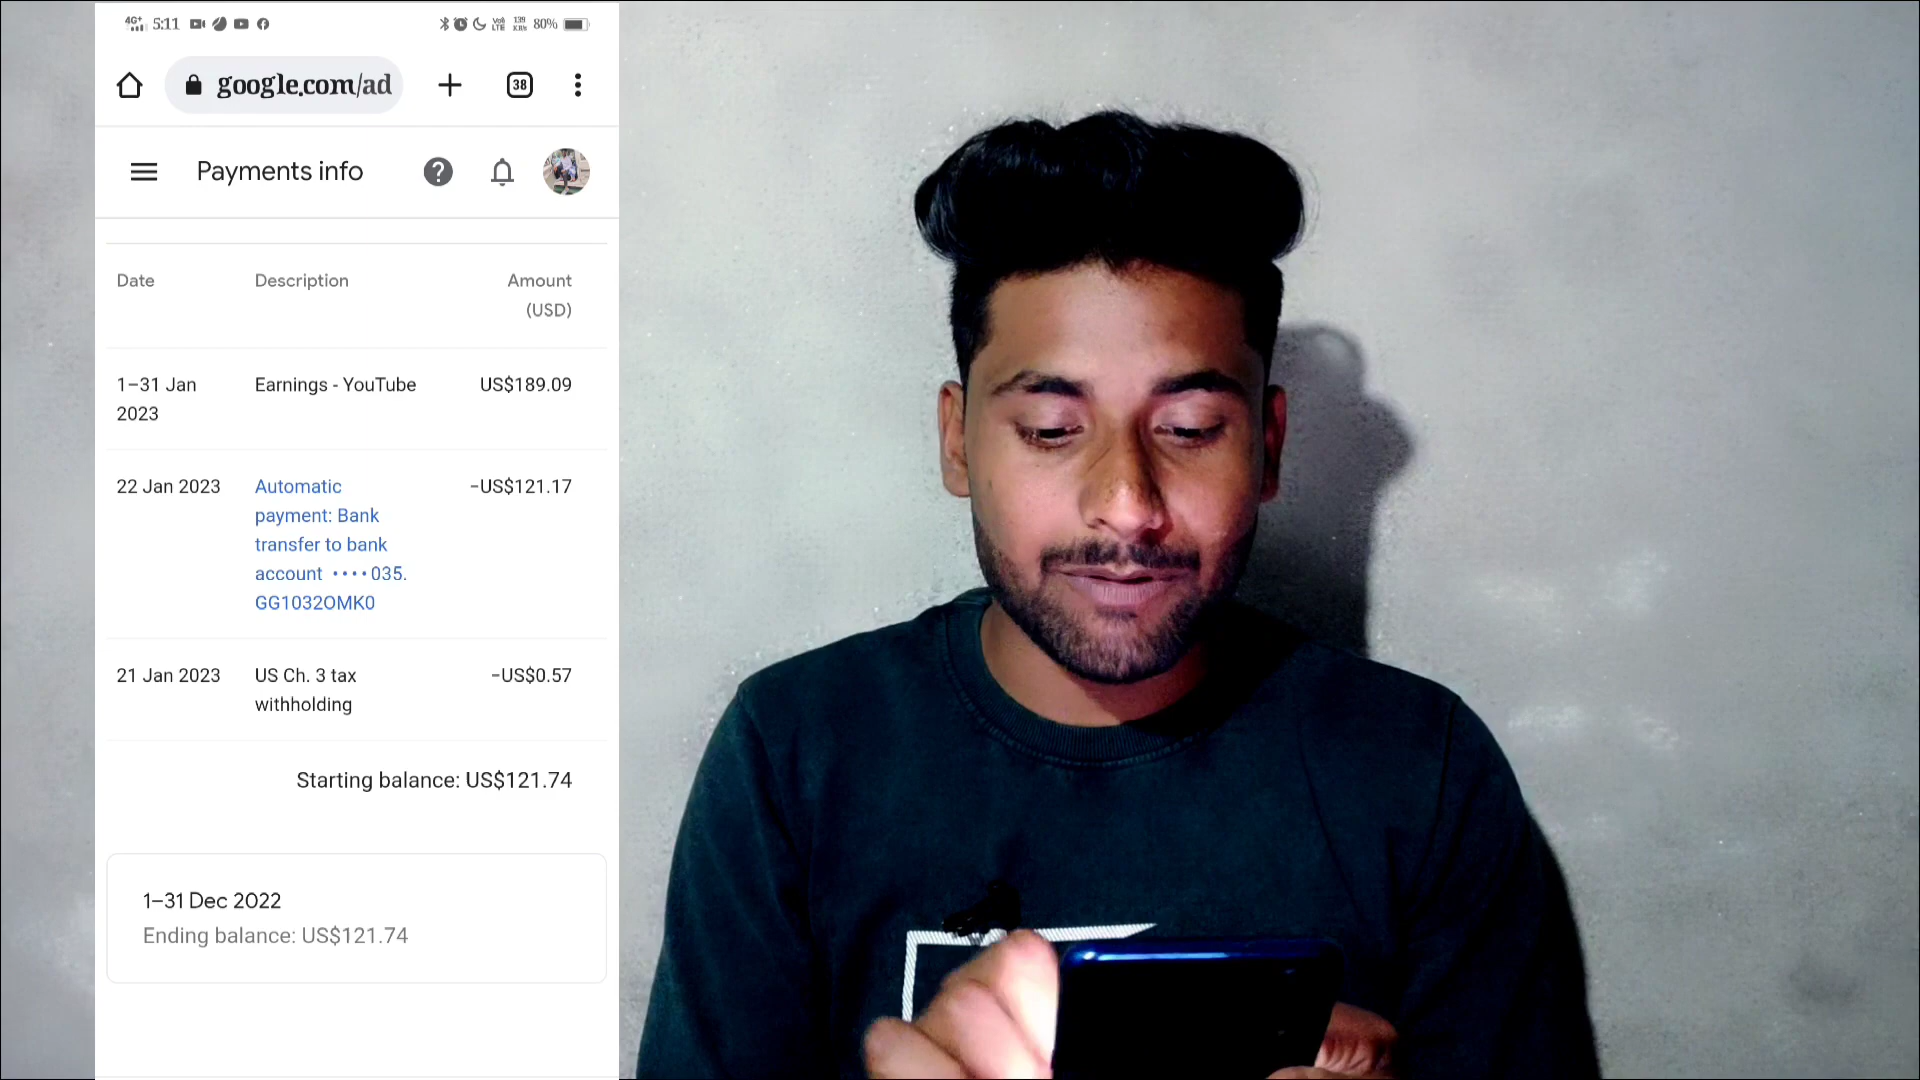 4G+ 5:11 80%
google.com/ad 38
Payments info
Date Description Amount
(USD)
1–31 Jan Earnings - YouTube US$189.09
2023
22 Jan 2023 Automatic −US$121.17
payment: Bank
transfer to bank
account ••••035.
GG1032OMK0
21 Jan 2023 US Ch. 3 tax −US$0.57
withholding
Starting balance: US$121.74
1–31 Dec 2022
Ending balance: US$121.74